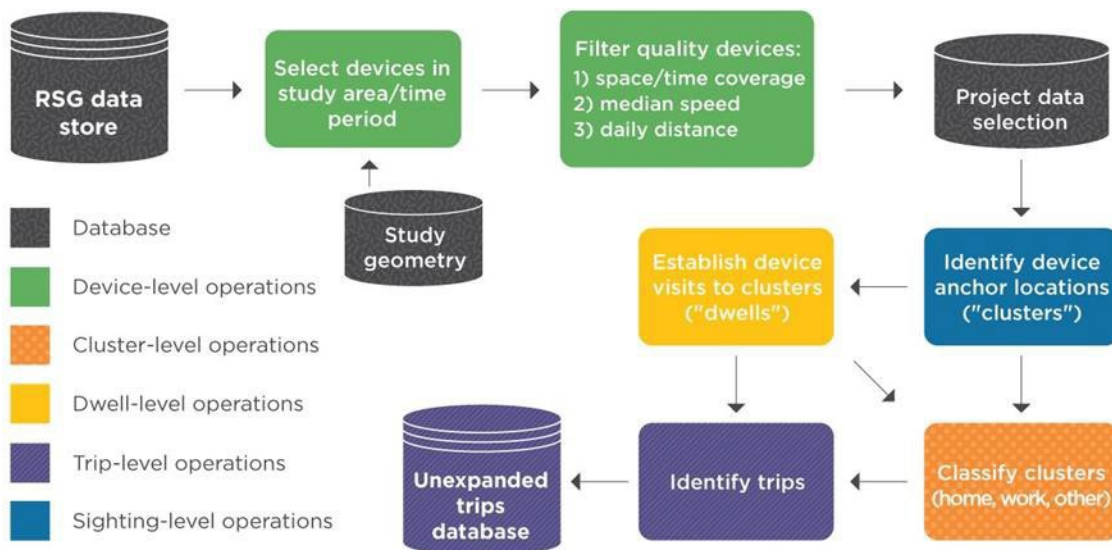 RSG data
store
Select devices in
study area/time
period
Filter quality devices:
1) space/time coverage
2) median speed
3) daily distance
Project data
selection
Study
geometry
Database
Device-level operations
Cluster-level operations
Dwell-level operations
Trip-level operations
Sighting-level operations
Establish device
visits to clusters
("dwells")
Identify device
anchor locations
("clusters")
Unexpanded
trips
database
Identify trips
Classify clusters
(home, work, other)